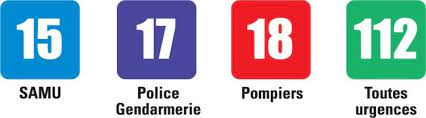 15 17 18 112
SAMU Police Pompiers Toutes
Gendarmerie urgences